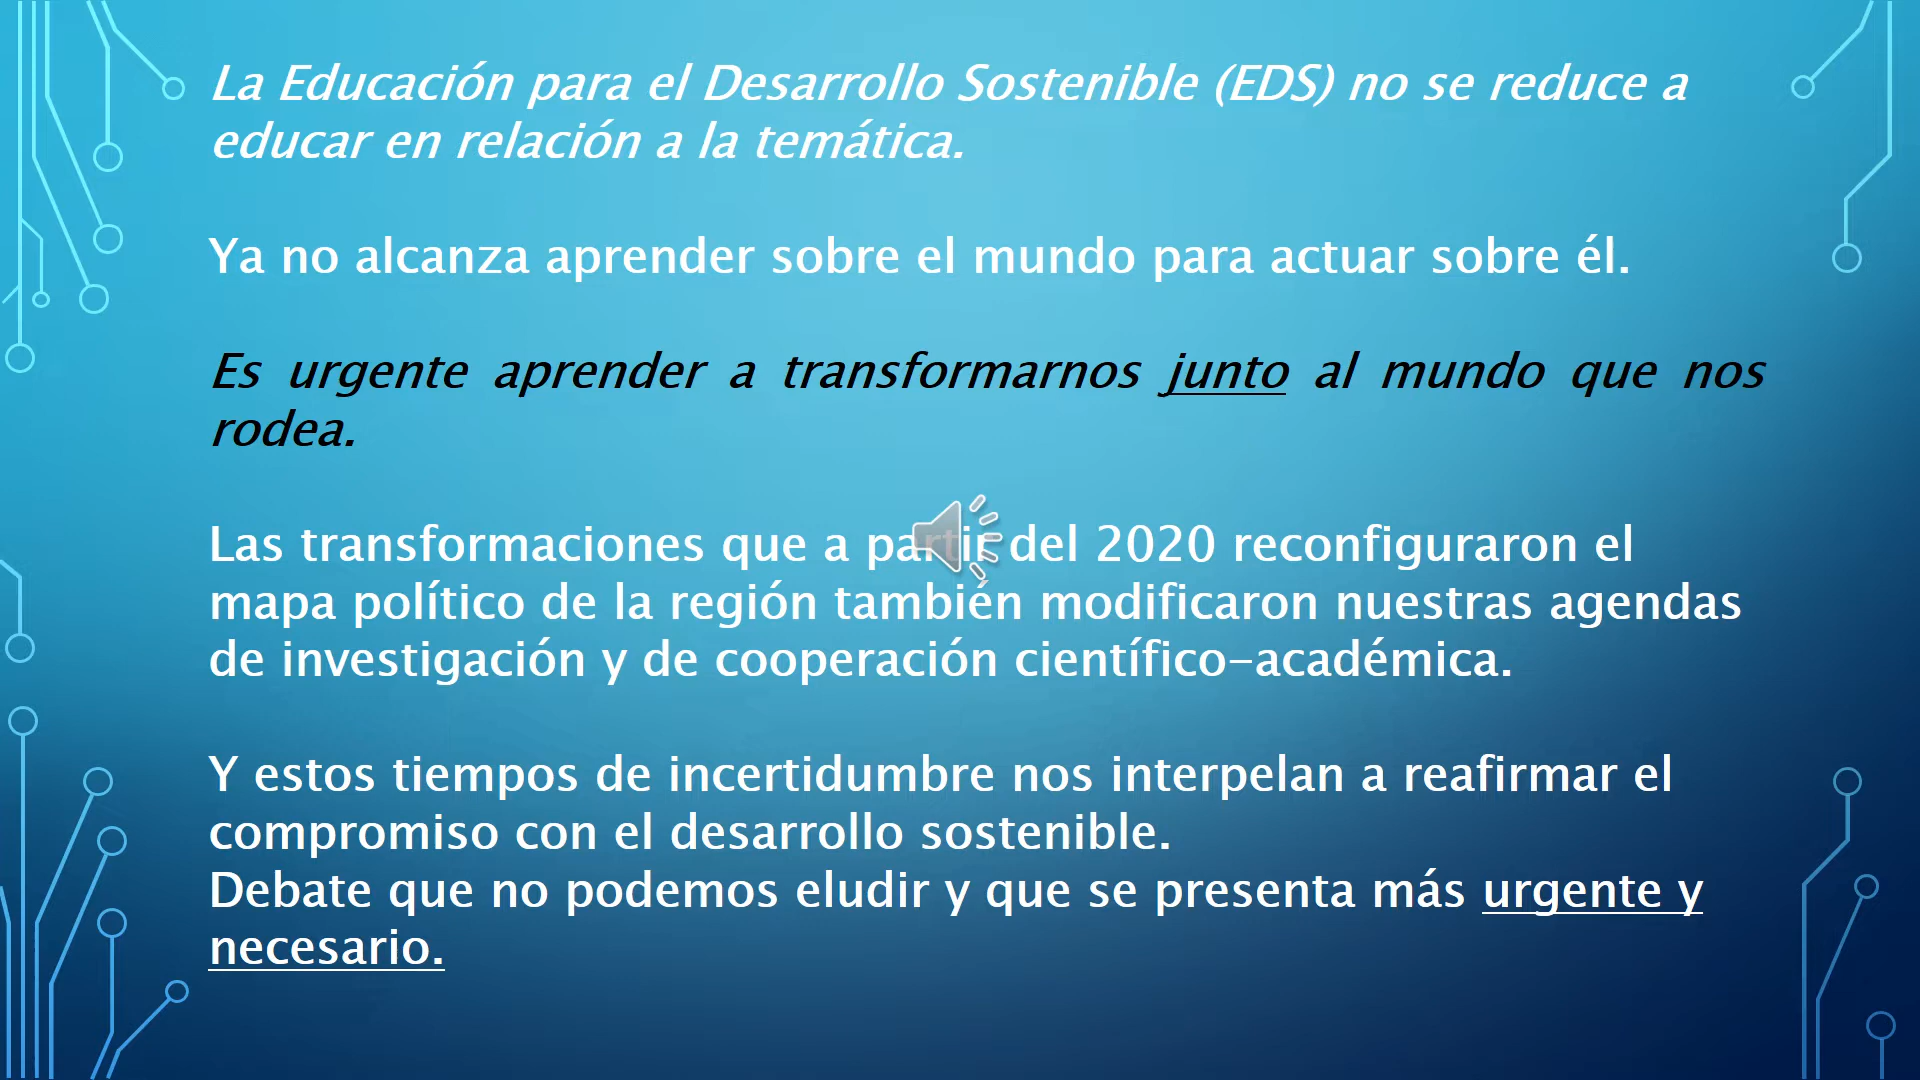 La Educación para el Desarrollo Sostenible (EDS) no se reduce a
educar en relación a la temática.
Ya no alcanza aprender sobre el mundo para actuar sobre él.
Es urgente aprender a transformarnos junto al mundo que nos
rodea.
Las transformaciones que a partir del 2020 reconfiguraron el
mapa político de la región también modificaron nuestras agendas
de investigación y de cooperación científico-académica.
Y estos tiempos de incertidumbre nos interpelan a reafirmar el
compromiso con el desarrollo sostenible.
Debate que no podemos eludir y que se presenta más urgente y
necesario.